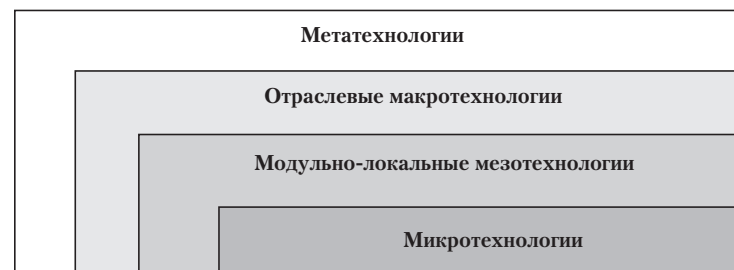 Метатехнологии
Отраслевые макротехнологии
Модульно-локальные мезотехнологии
Микротехнологии